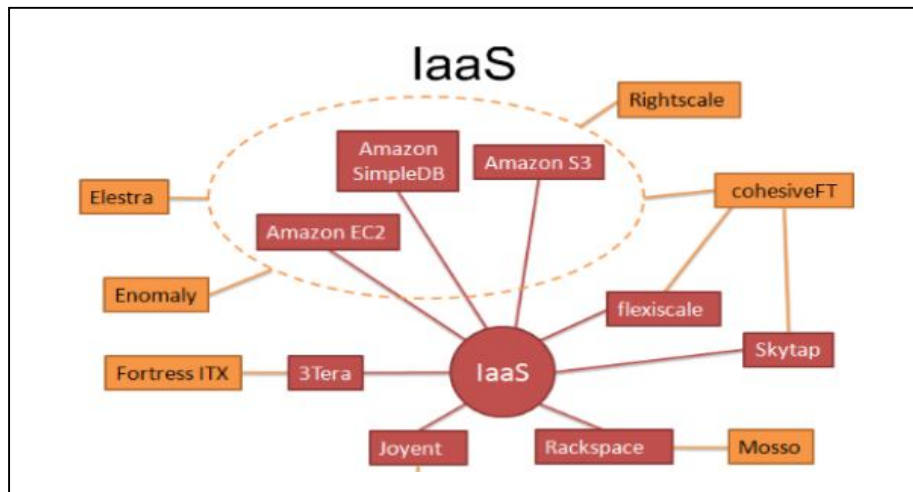 IaaS
Rightscale
Amazon
SimpleDB
Amazon S3
Elestra
cohesiveFT
Amazon EC2
Enomaly
flexiscale
Skytap
Fortress ITX
3Tera
IaaS
Joyent
Rackspace
Mosso